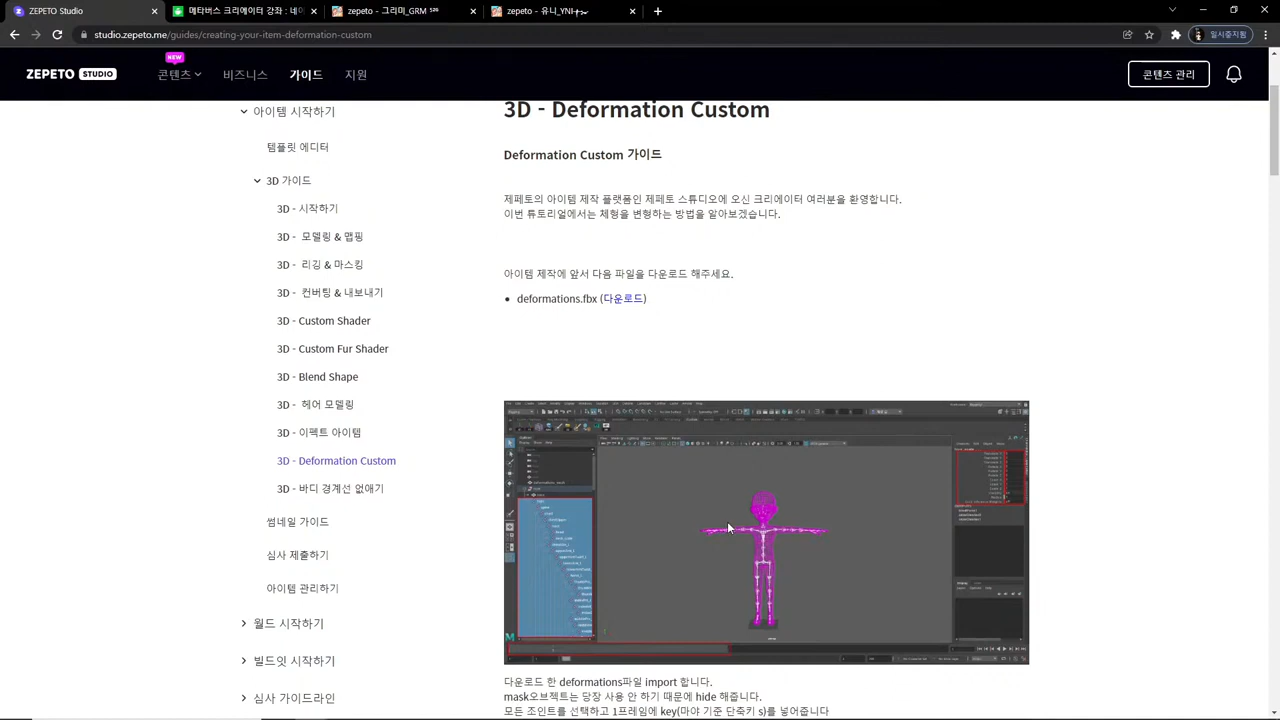 ZEPETO Studio
메타버스 크리에이터 강좌 : 네이
zepeto - 그리미_GRM
zepeto - 유니_YNI
studio.zepeto.me/guides/creating-your-item-deformation-custom
일시중지됨
ZEPETO STUDIO
NEW
콘텐츠
비즈니스
가이드
지원
콘텐츠 관리
아이템 시작하기
템플릿 에디터
3D 가이드
3D - 시작하기
3D - 모델링 & 맵핑
3D - 리깅 & 마스킹
3D - 컨버팅 & 내보내기
3D - Custom Shader
3D - Custom Fur Shader
3D - Blend Shape
3D - 헤어 모델링
3D - 이펙트 아이템
3D - Deformation Custom
3D - 바디 경계선 없애기
썸네일 가이드
심사 제출하기
아이템 관리하기
월드 시작하기
빌드잇 시작하기
심사 가이드라인
3D - Deformation Custom
Deformation Custom 가이드
제페토의 아이템 제작 플랫폼인 제페토 스튜디오에 오신 크리에이터 여러분을 환영합니다.
이번 튜토리얼에서는 체형을 변형하는 방법을 알아보겠습니다.
아이템 제작에 앞서 다음 파일을 다운로드 해주세요.
• deformations.fbx (다운로드)
다운로드 한 deformations파일 import 합니다.
mask오브젝트는 당장 사용 안 하기 때문에 hide 해줍니다.
모든 조인트를 선택하고 1프레임에 key(마야 기준 단축키 s)를 넣어줍니다